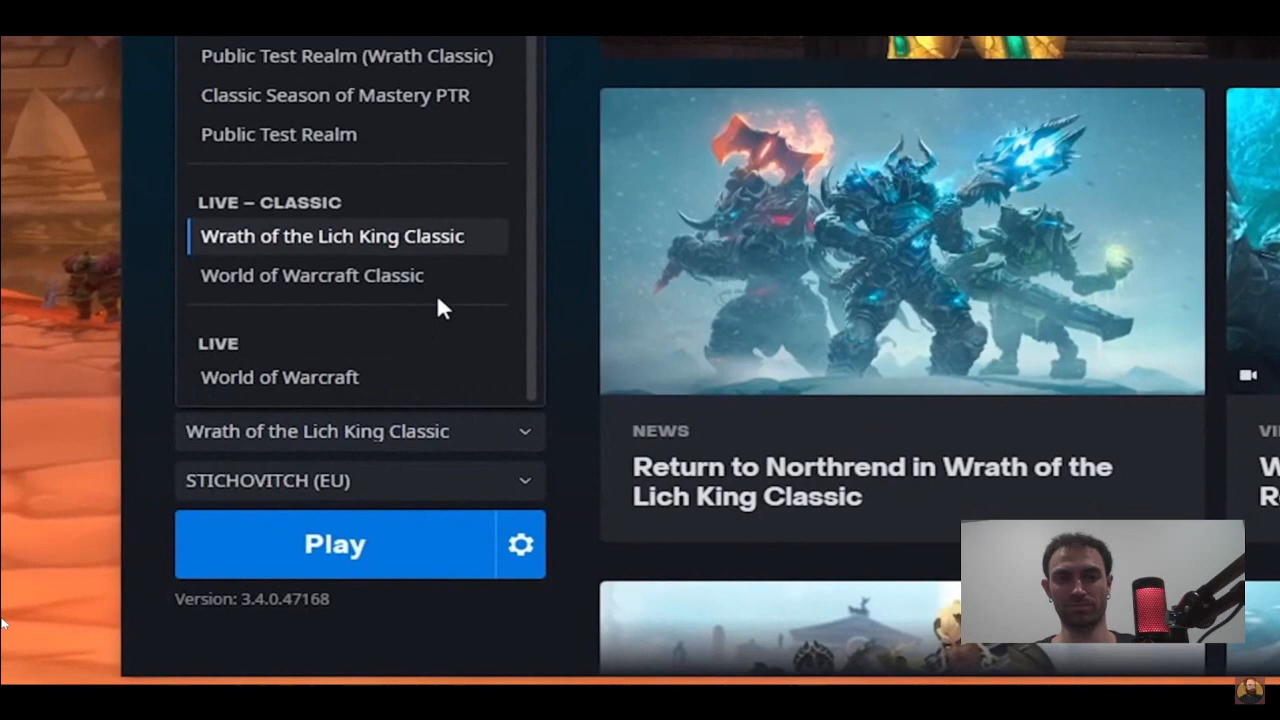 Public Test Realm (Wrath Classic)
Classic Season of Mastery PTR
Public Test Realm
LIVE – CLASSIC
Wrath of the Lich King Classic
World of Warcraft Classic
LIVE
World of Warcraft
Wrath of the Lich King Classic
STICHOVITCH (EU)
Play
Version: 3.4.0.47168
NEWS
Return to Northrend in Wrath of the
Lich King Classic